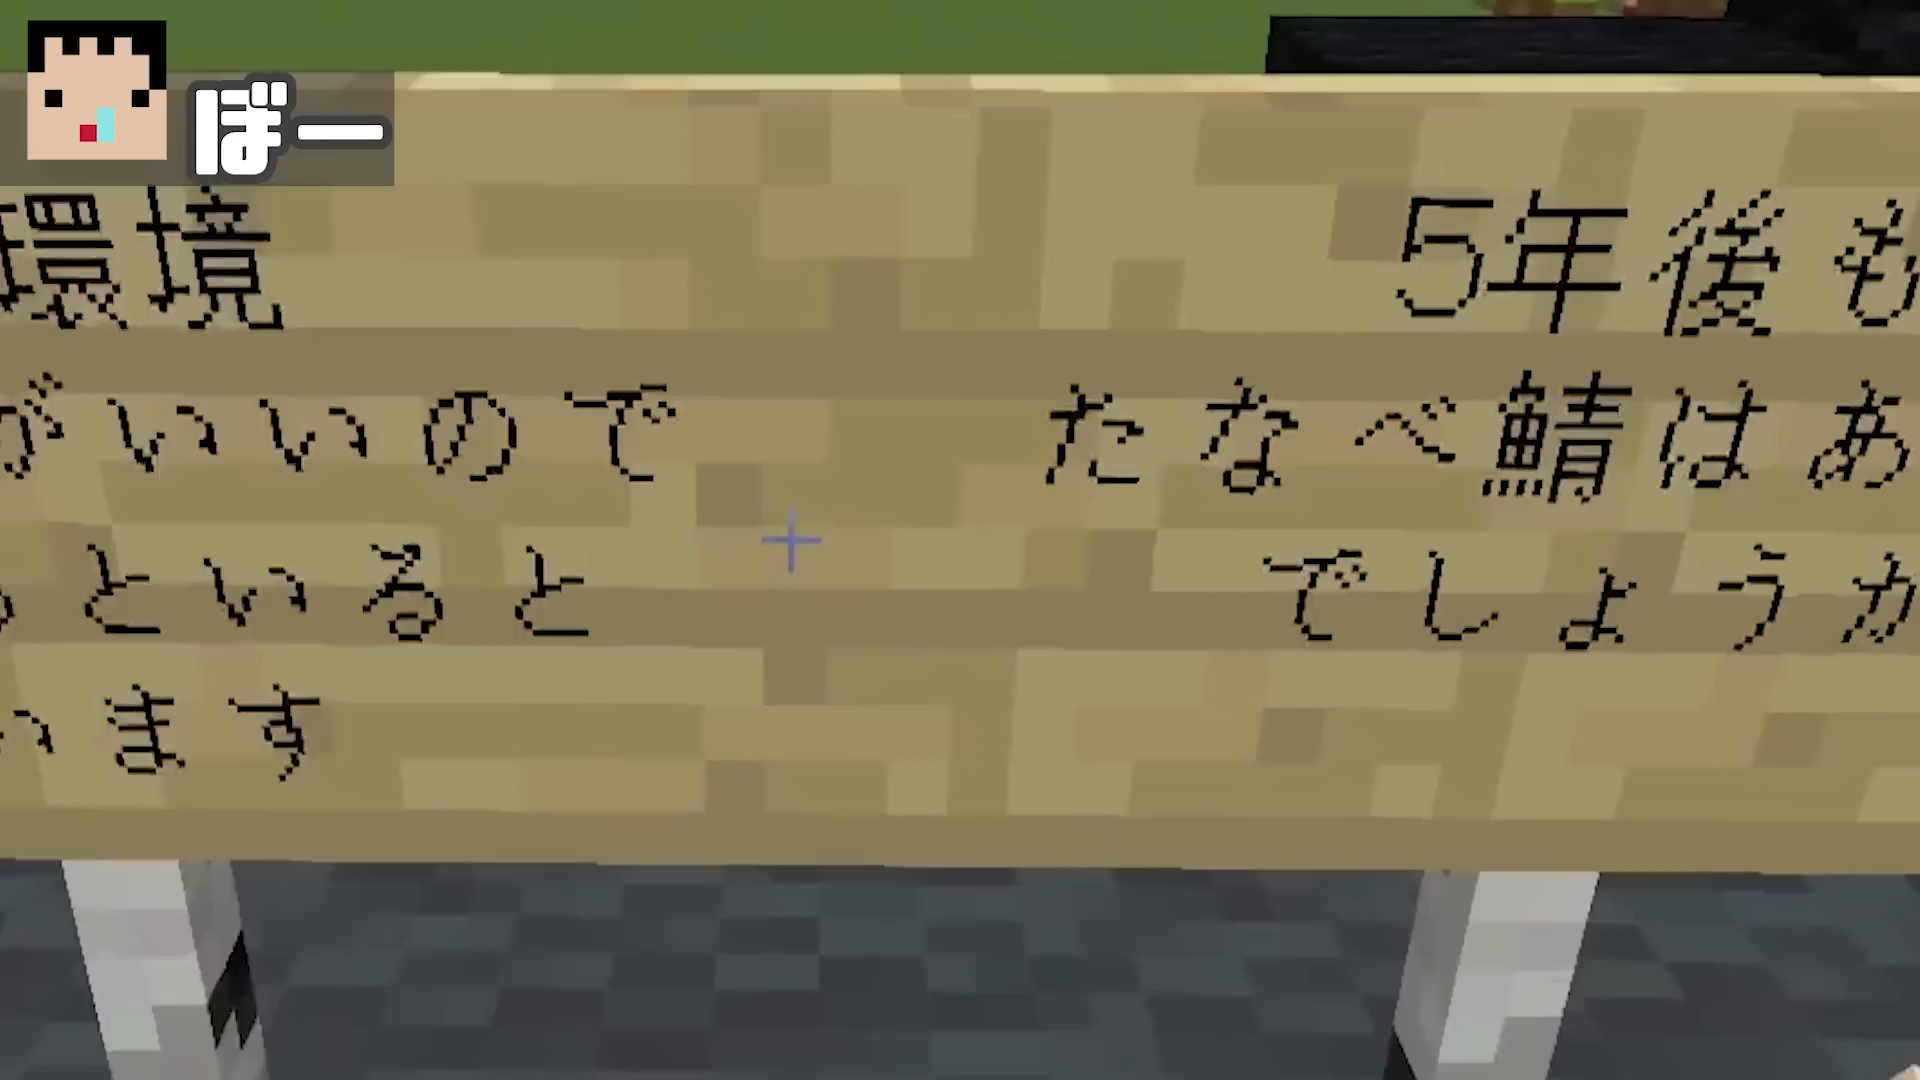 ぼー
環境
がいいので
といると
います
5年後も
たなべ鯖はあ
でしょうか